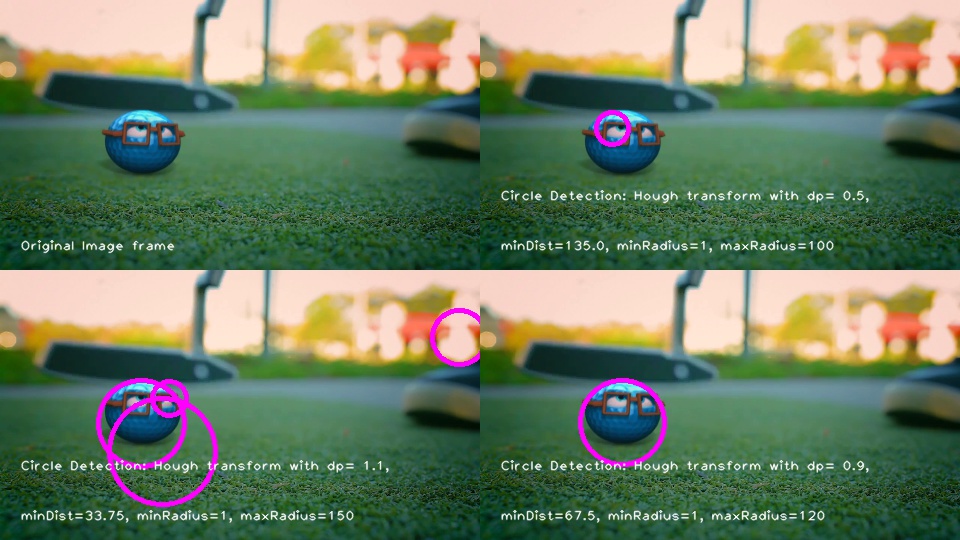 Original Image frame
Circle Detection: Hough transform with dp= 0.5,
minDist=135.0, minRadius=1, maxRadius=100
Circle Detection: Hough transform with dp= 1.1,
minDist=33.75, minRadius=1, maxRadius=150
Circle Detection: Hough transform with dp= 0.9,
minDist=67.5, minRadius=1, maxRadius=120